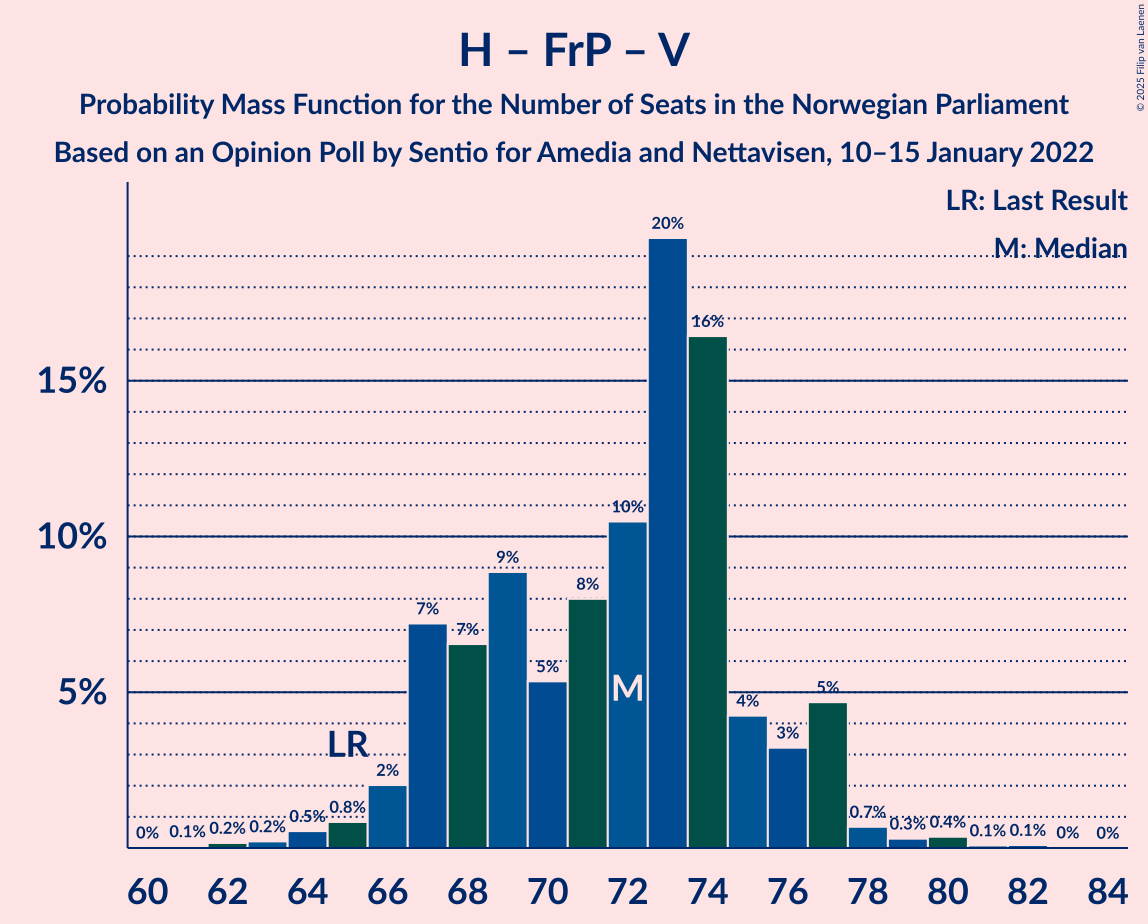 H – FrP – V
Probability Mass Function for the Number of Seats in the Norwegian Parliament
Based on an Opinion Poll by Sentio for Amedia and Nettavisen, 10–15 January 2022
© 2025 Filip van Laenen
LR: Last Result
M: Median
15%
10%
5%
0% 0.1% 0.2% 0.2% 0.5% 0.8% 2% 7% 7% 9% 5% 8% 10% 20% 16% 4% 3% 5% 0.7% 0.3% 0.4% 0.1% 0.1% 0% 0%
LR
M
60 62 64 66 68 70 72 74 76 78 80 82 84